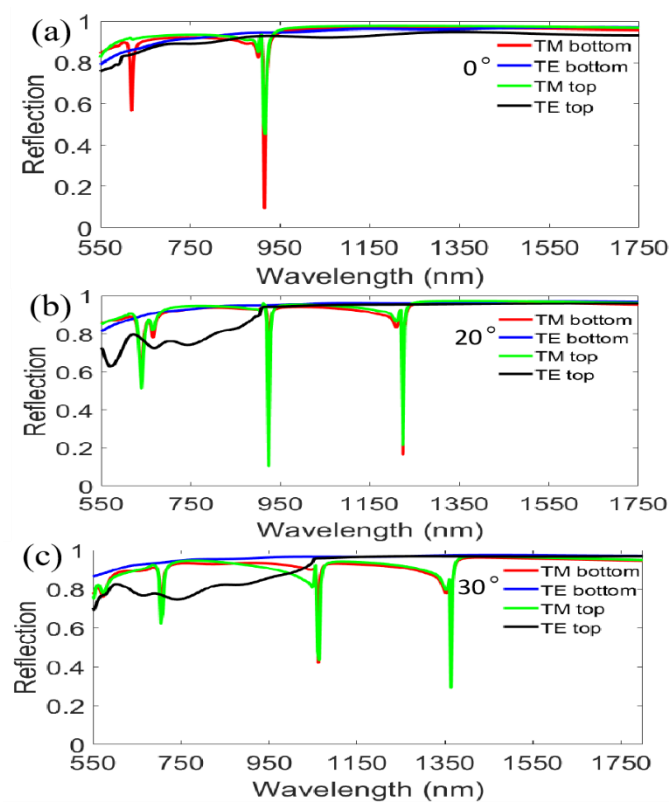 (a)
1
0.8
0.6
0.4
0.2
0
Reflection
TM bottom
TE bottom
TM top
TE top
0°
550 750 950 1150 1350 1550 1750
Wavelength (nm)
(b)
1
0.8
0.6
0.4
0.2
0
Reflection
TM bottom
TE bottom
TM top
TE top
20°
550 750 950 1150 1350 1550 1750
Wavelength (nm)
(c)
1
0.8
0.6
0.4
0.2
0
Reflection
TM bottom
TE bottom
TM top
TE top
30°
550 750 950 1150 1350 1550 1750
Wavelength (nm)